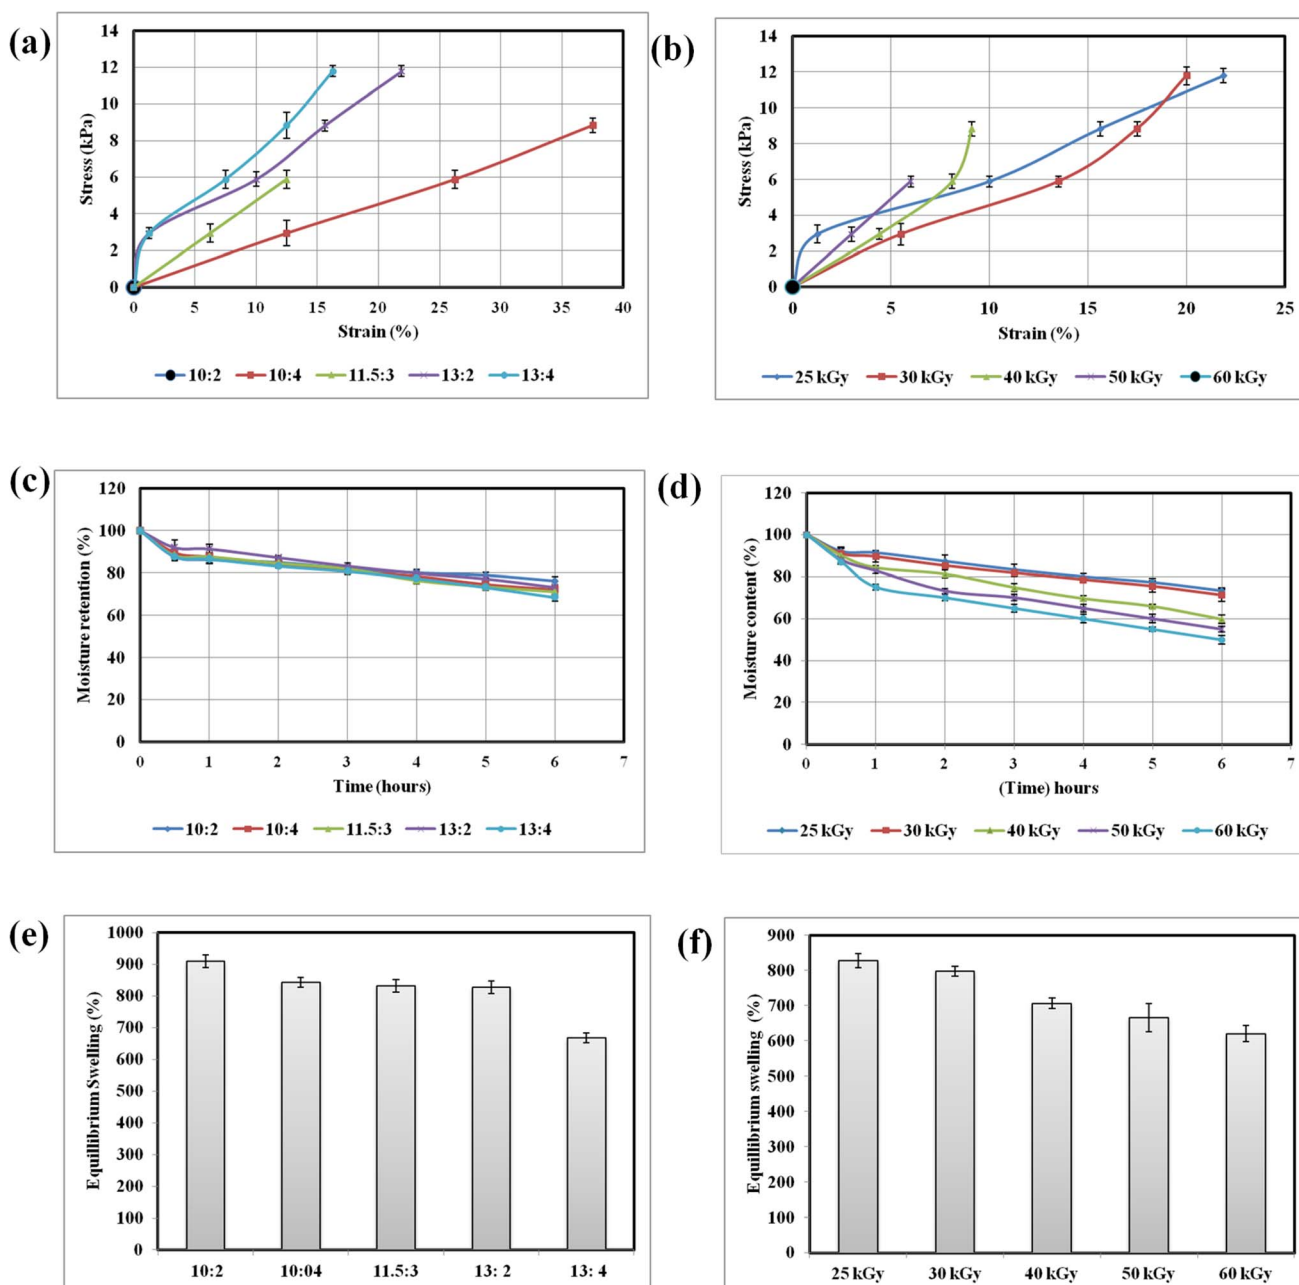 (a)
14
12
10
8
6
4
2
0
Stress (kPa)
0 5 10 15 20 25 30 35 40
Strain (%)
10:2 10:4 11.5:3 13:2 13:4
(b)
14
12
10
8
6
4
2
0
Stress (kPa)
0 5 10 15 20 25
Strain (%)
25 kGy 30 kGy 40 kGy 50 kGy 60 kGy
(c)
120
100
80
60
40
20
0
Moisture retention (%)
0 1 2 3 4 5 6 7
Time (hours)
10:2 10:4 11.5:3 13:2 13:4
(d)
120
100
80
60
40
20
0
Moisture content (%)
0 1 2 3 4 5 6 7
(Time) hours
25 kGy 30 kGy 40 kGy 50 kGy 60 kGy
(e)
1000
900
800
700
600
500
400
300
200
100
0
Equillibrium Swelling (%)
10:2 10:04 11.5:3 13: 2 13: 4
(f)
900
800
700
600
500
400
300
200
100
0
Equillibrium swelling (%)
25 kGy 30 kGy 40 kGy 50 kGy 60 kGy